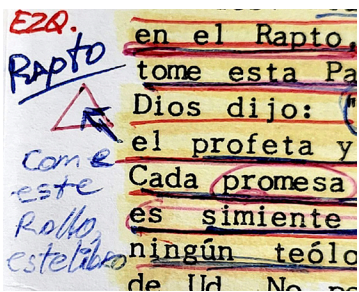 EZQ.
Rapto
Come
este
Rollo,
este libro
en el Rapto,
tome esta Pa
Dios dijo:
el profeta y
Cada promesa
es simiente
ningún teólo
de Ud. No po